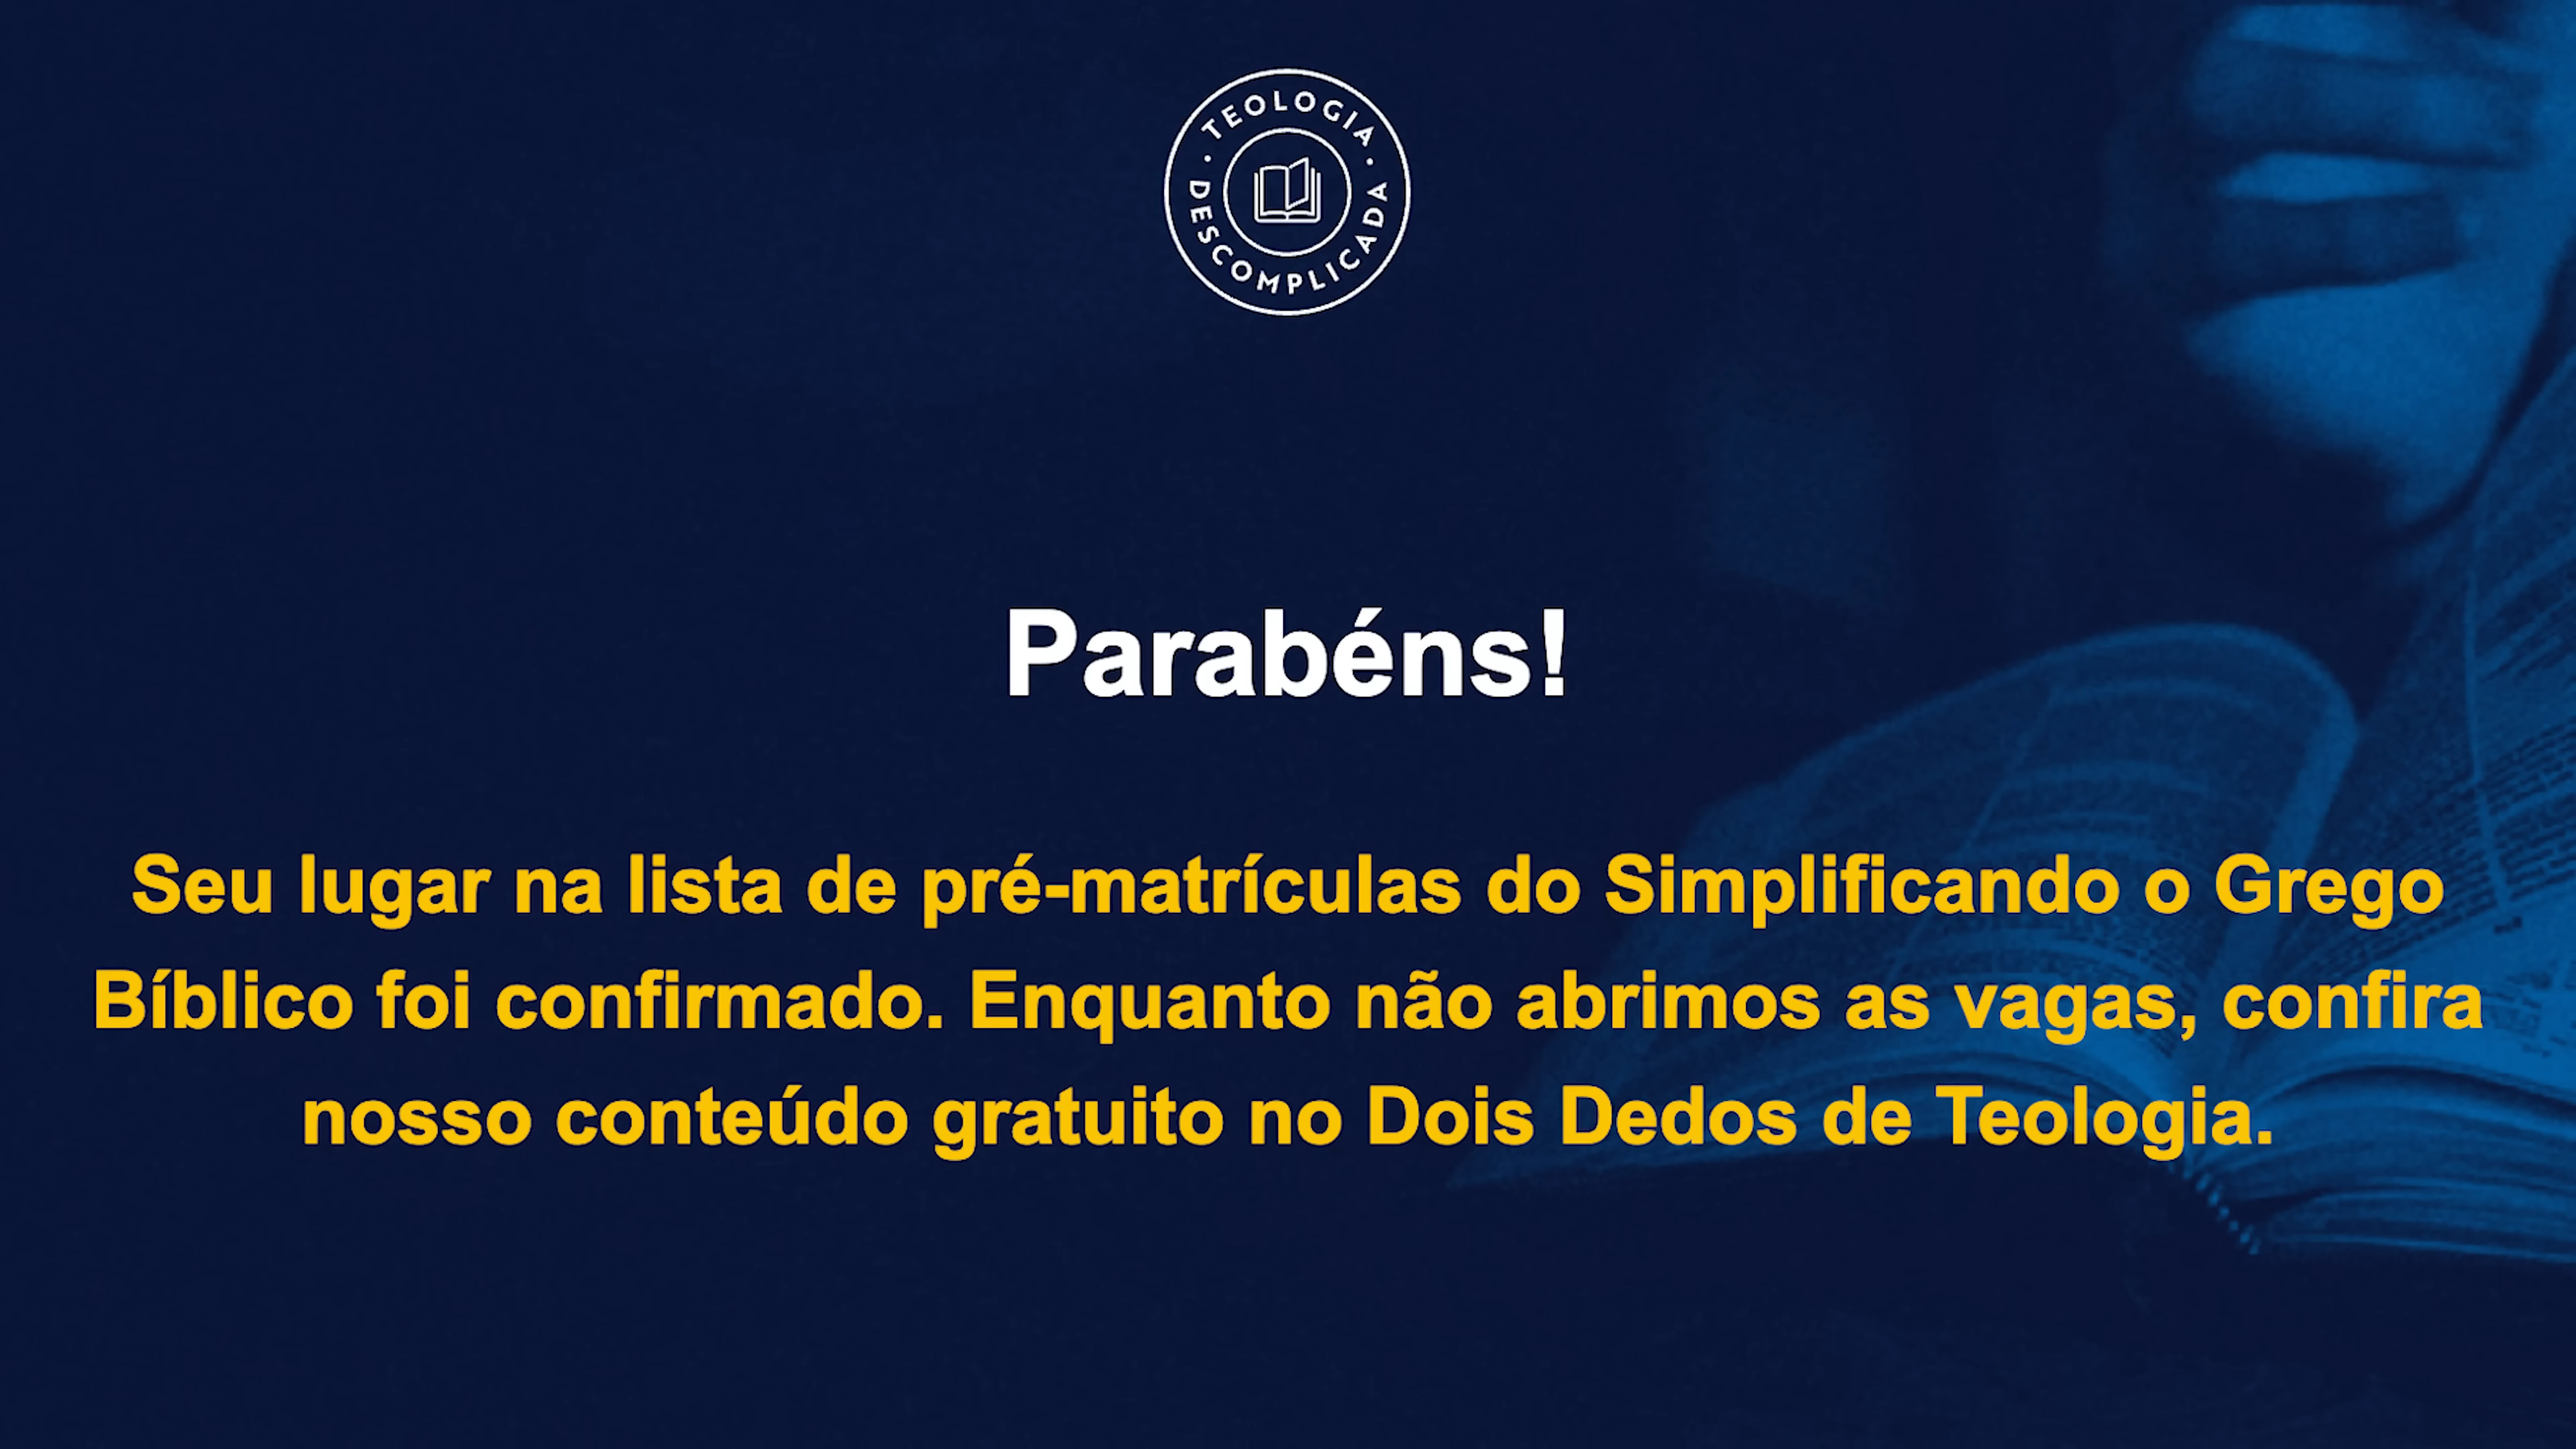 TEOLOGIA
DESCOMPLICADA
Parabéns!
Seu lugar na lista de pré-matrículas do Simplificando o Grego
Bíblico foi confirmado. Enquanto não abrimos as vagas, confira
nosso conteúdo gratuito no Dois Dedos de Teologia.